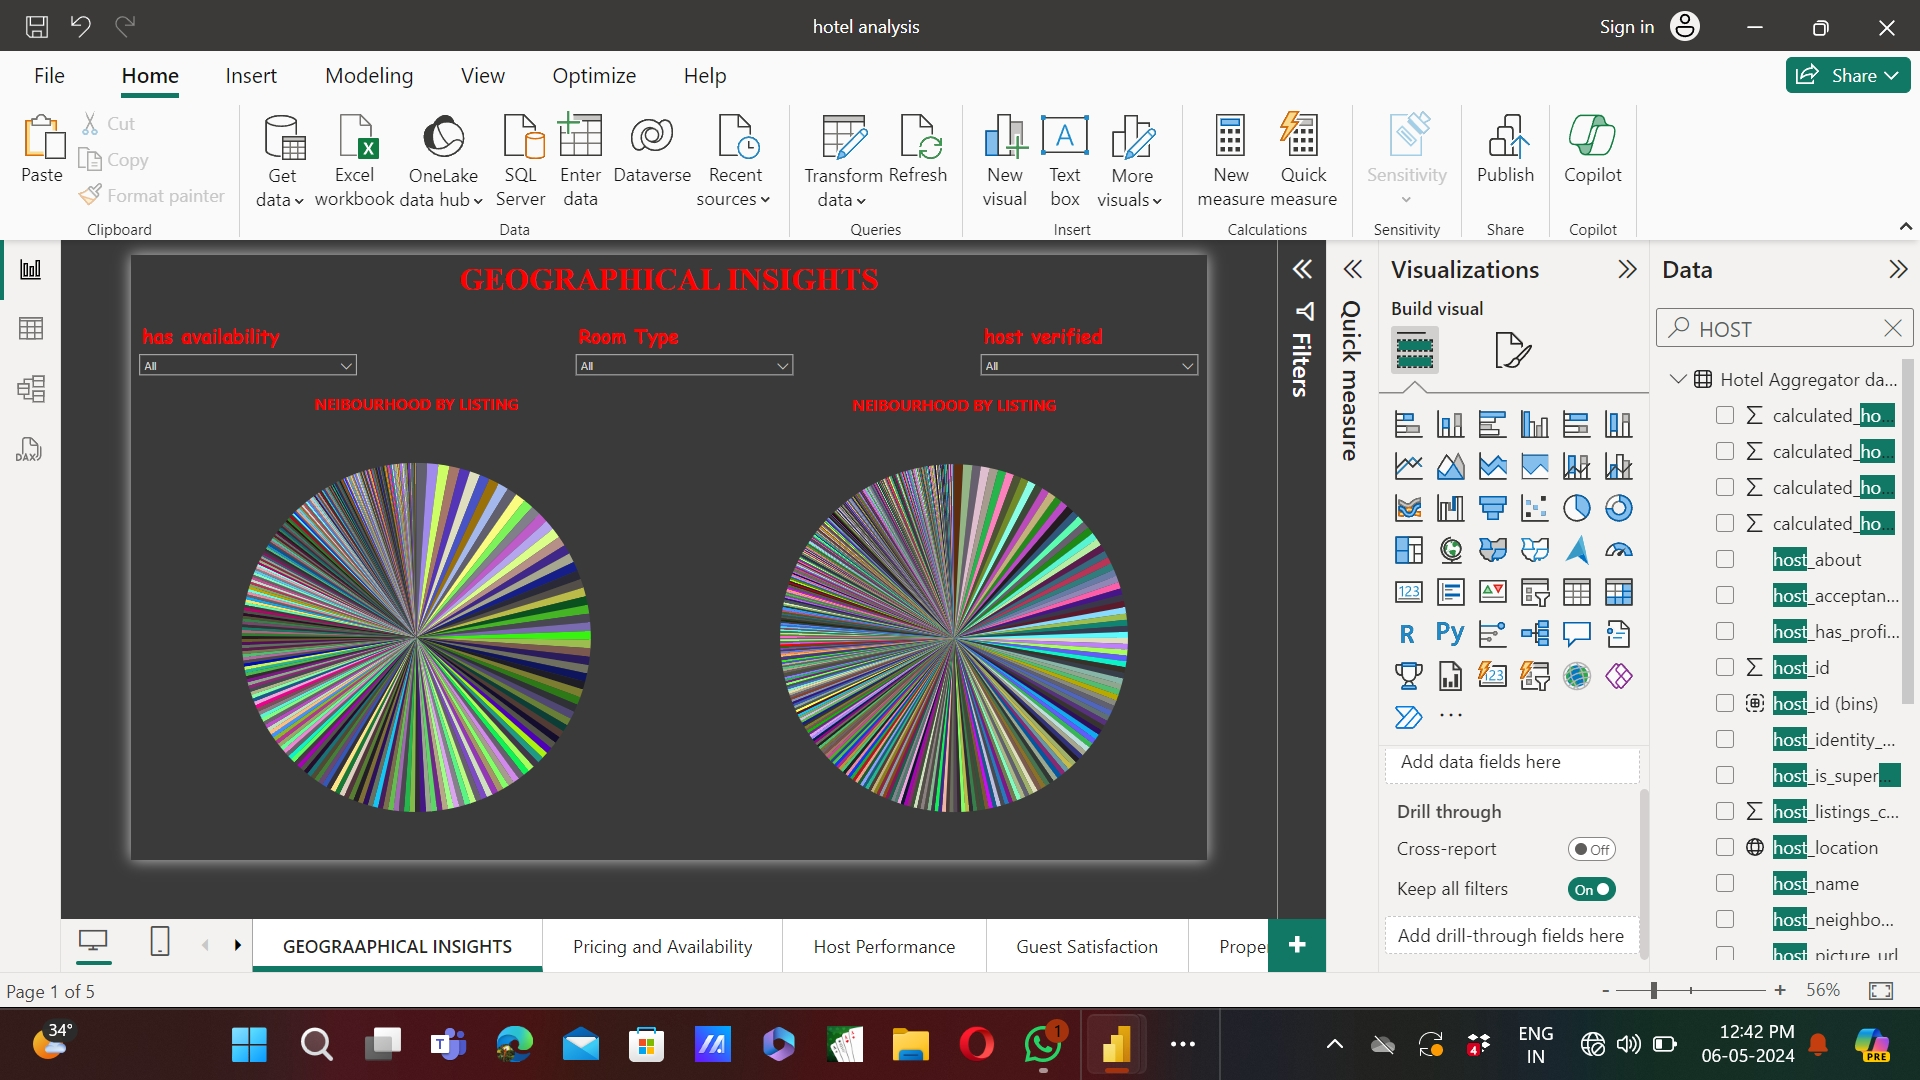 hotel analysis
Sign in
File Home Insert Modeling View Optimize Help
Share
Paste
Cut
Copy
Format painter
Clipboard
Get data
Excel workbook
OneLake data hub
SQL Server
Enter data
Dataverse
Recent sources
Data
Transform data
Refresh
Queries
New visual
Text box
More visuals
Insert
New measure
Quick measure
Calculations
Sensitivity
Sensitivity
Publish
Share
Copilot
Copilot
GEOGRAPHICAL INSIGHTS
has availability
All
Room Type
All
host verified
All
NEIBOURHOOD BY LISTING
NEIBOURHOOD BY LISTING
Filters
Quick measure
Visualizations
Build visual
123
R Py
123
Add data fields here
Drill through
Cross-report
Off
Keep all filters
On
Add drill-through fields here
Data
HOST
Hotel Aggregator da...
calculated_ho...
calculated_ho...
calculated_ho...
calculated_ho...
host_about
host_acceptan...
host_has_profi...
host_id
host_id (bins)
host_identity_...
host_is_super...
host_listings_c...
host_location
host_name
host_neighbo...
host_picture_url
DAX
GEOGRAAPHICAL INSIGHTS
Pricing and Availability
Host Performance
Guest Satisfaction
Prope
Page 1 of 5
- + 56%
34°
1
4
ENG
IN
12:42 PM
06-05-2024
PRE